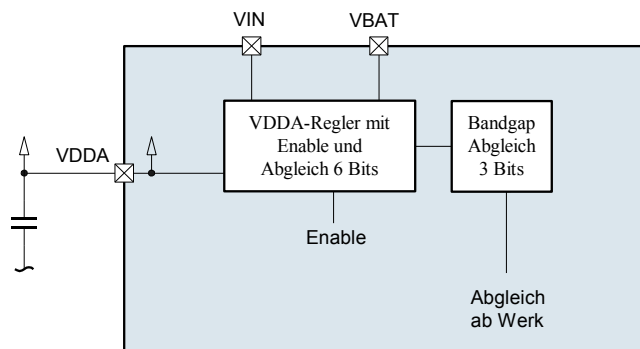 VIN VBAT
VDDA
VDDA-Regler mit
Enable und
Abgleich 6 Bits
Bandgap
Abgleich
3 Bits
Enable
Abgleich
ab Werk